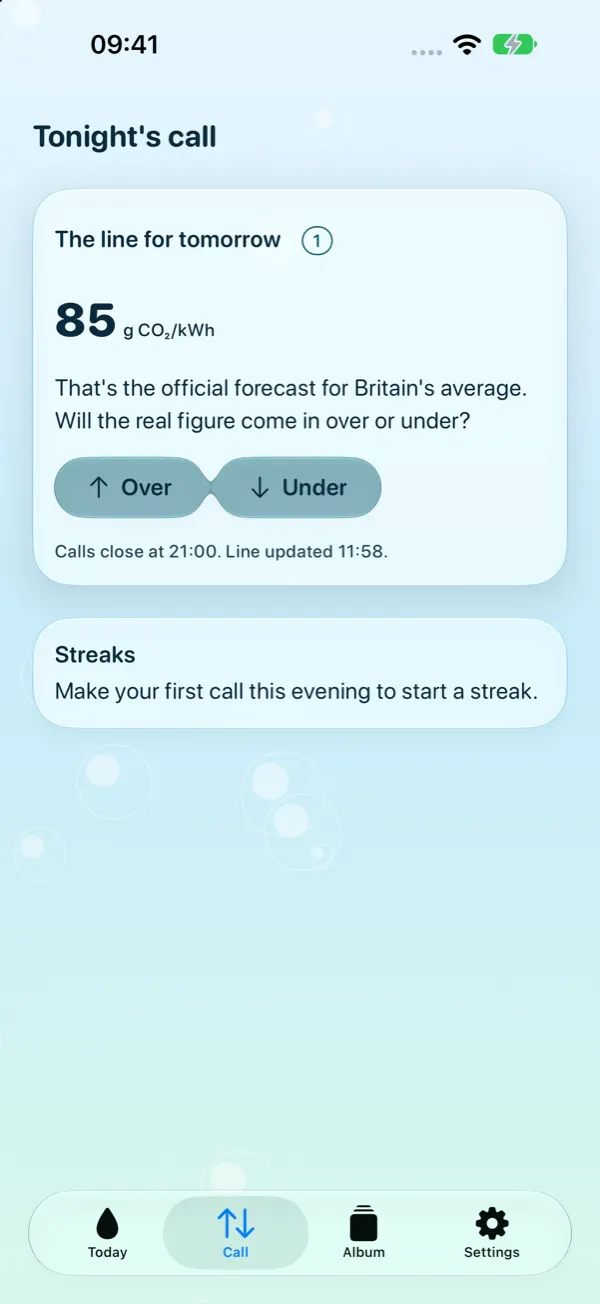 09:41
Tonight's call
The line for tomorrow 1
85 g CO₂/kWh
That's the official forecast for Britain's average.
Will the real figure come in over or under?
↑ Over ↓ Under
Calls close at 21:00. Line updated 11:58.
Streaks
Make your first call this evening to start a streak.
Today Call Album Settings